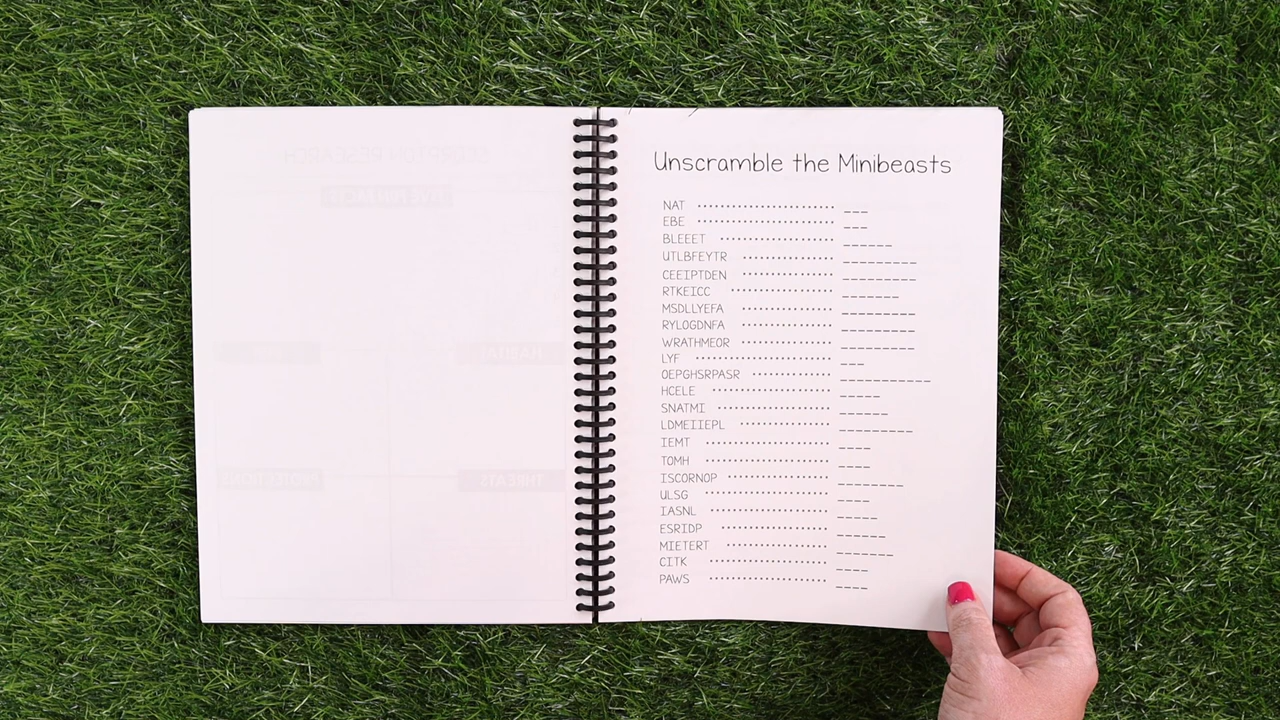 Unscramble the Minibeasts
NAT ........................ _ _ _
EBE ........................ _ _ _
BLEEET .................... _ _ _ _ _ _
UTLBFEYTR ................ _ _ _ _ _ _ _ _ _
CEEIPTDEN ................ _ _ _ _ _ _ _ _ _
RTKEICC .................. _ _ _ _ _ _ _
MSDLLYEFA ................ _ _ _ _ _ _ _ _ _
RYLOGDNFA ................ _ _ _ _ _ _ _ _ _
WRATHMEOR ................ _ _ _ _ _ _ _ _ _
LYF ........................ _ _ _
OEPGHSRPASR .............. _ _ _ _ _ _ _ _ _ _ _
HCELE ..................... _ _ _ _ _
SNATMI .................... _ _ _ _ _ _
LDMEIIEPL ................ _ _ _ _ _ _ _ _ _
IEMT ...................... _ _ _ _
TOMH ...................... _ _ _ _
ISCORNOP .................. _ _ _ _ _ _ _ _
ULSG ...................... _ _ _ _
IASNL ..................... _ _ _ _ _
ESRIDP .................... _ _ _ _ _ _
MIETERT ................... _ _ _ _ _ _ _
CITK ...................... _ _ _ _
PAWS ...................... _ _ _ _